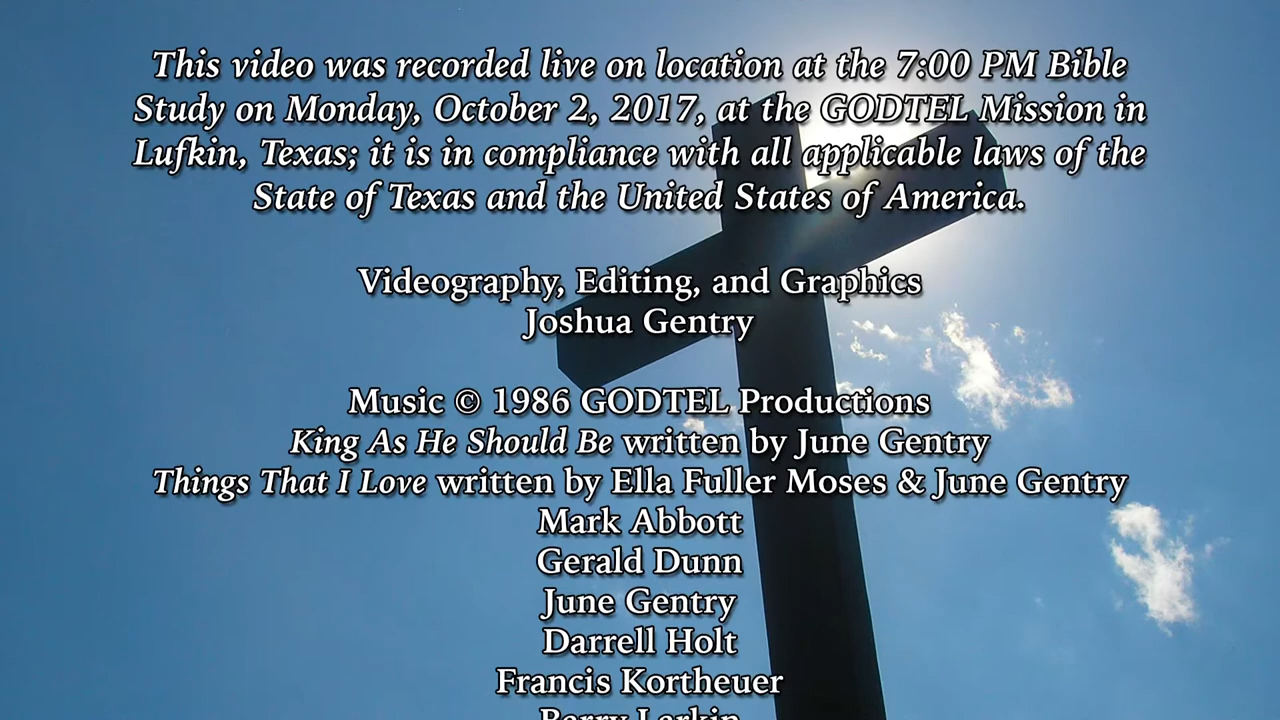 This video was recorded live on location at the 7:00 PM Bible
Study on Monday, October 2, 2017, at the GODTEL Mission in
Lufkin, Texas; it is in compliance with all applicable laws of the
State of Texas and the United States of America.
Videography, Editing, and Graphics
Joshua Gentry
Music © 1986 GODTEL Productions
King As He Should Be written by June Gentry
Things That I Love written by Ella Fuller Moses & June Gentry
Mark Abbott
Gerald Dunn
June Gentry
Darrell Holt
Francis Kortheuer